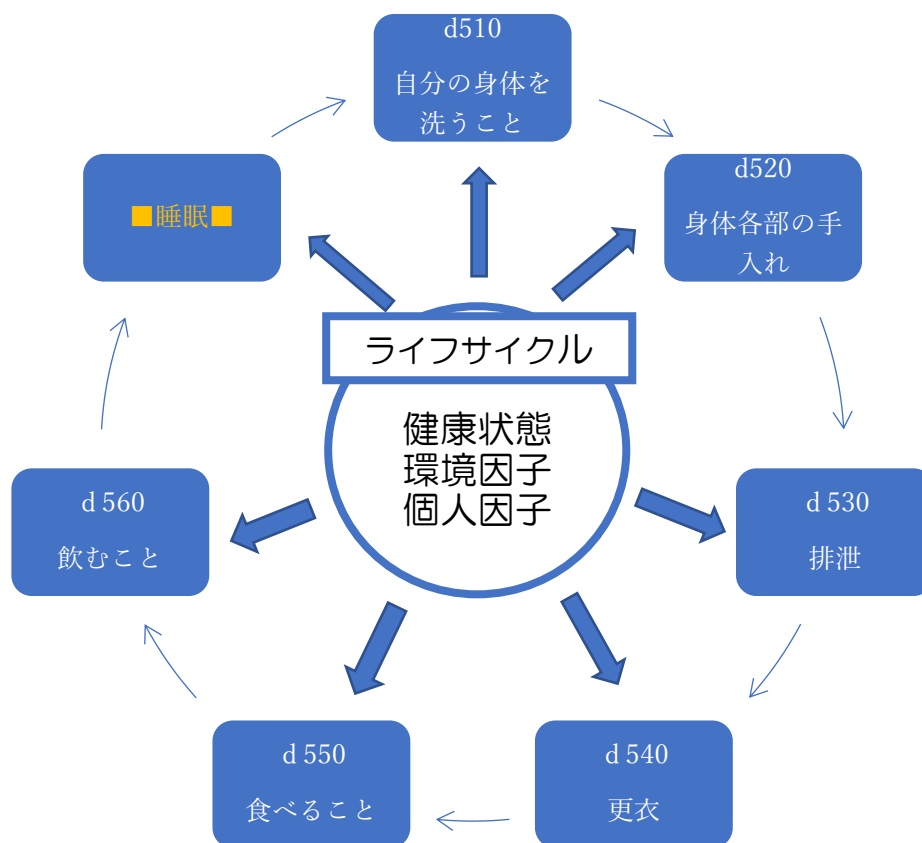 d510
自分の身体を
洗うこと
d520
身体各部の手
入れ
■睡眠■
ライフサイクル
健康状態
環境因子
個人因子
d 560
飲むこと
d 530
排泄
d 550
食べること
d 540
更衣